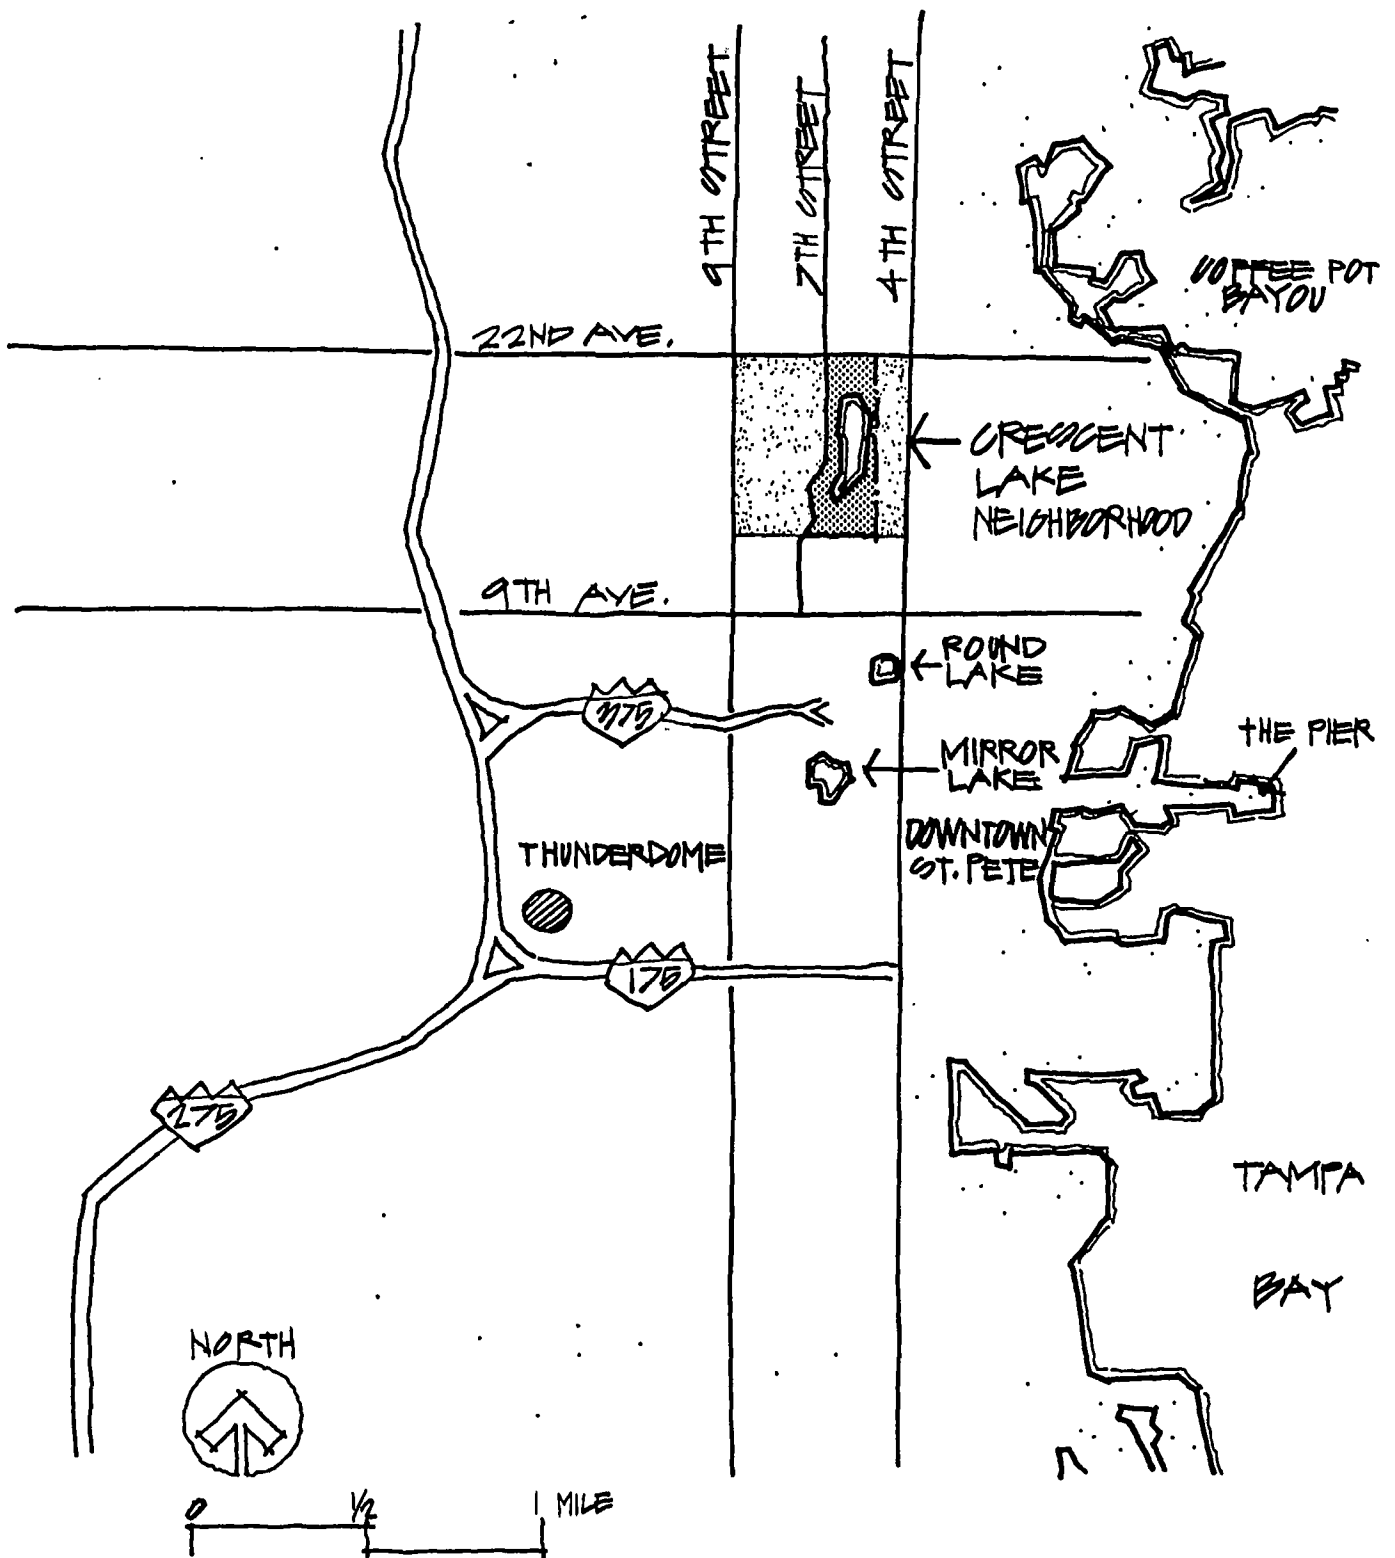 9TH STREET
7TH STREET
4TH STREET
COFFEE POT
BAYOU
22ND AVE.
CRESCENT
LAKE
NEIGHBORHOOD
9TH AVE.
ROUND
LAKE
375
THE PIER
MIRROR
LAKE
DOWNTOWN
ST. PETE
THUNDERDOME
175
275
TAMPA
BAY
NORTH
0 1/2 1 MILE